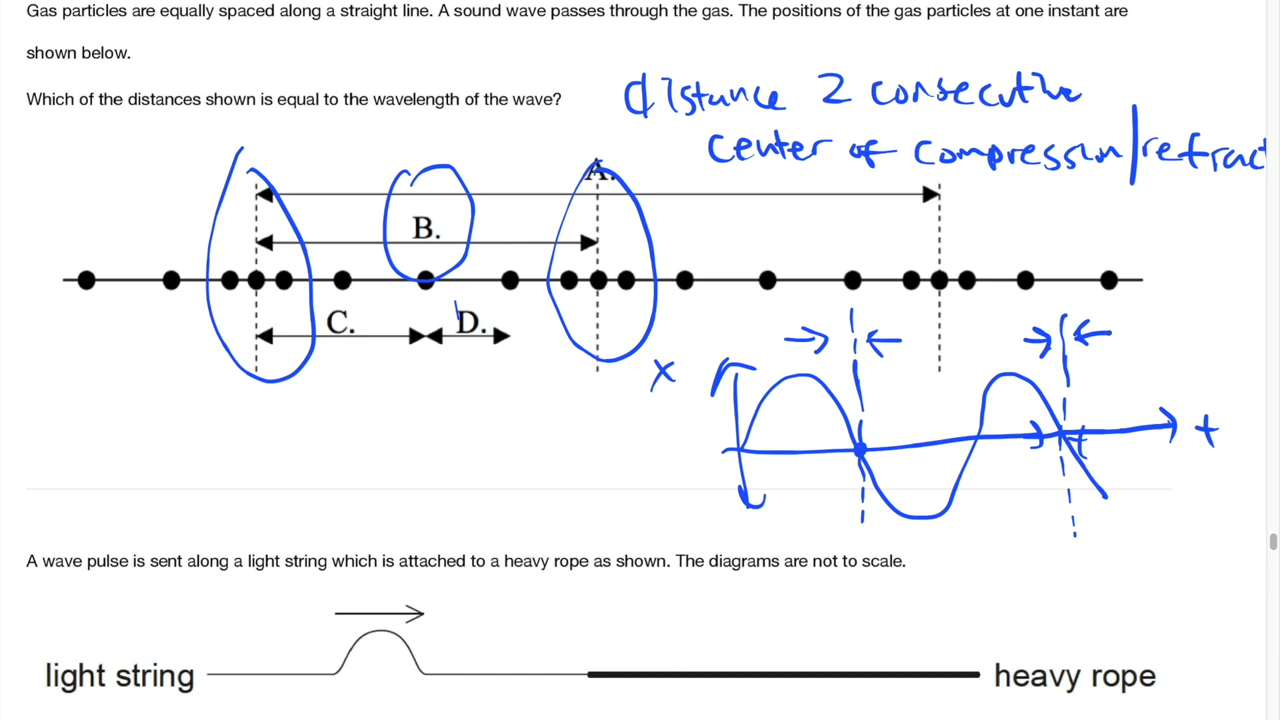 Gas particles are equally spaced along a straight line. A sound wave passes through the gas. The positions of the gas particles at one instant are
shown below.
Which of the distances shown is equal to the wavelength of the wave?
distance 2 consecutive
center of compression/refract
A.
B.
C.
D.
x
t
t
A wave pulse is sent along a light string which is attached to a heavy rope as shown. The diagrams are not to scale.
light string
heavy rope